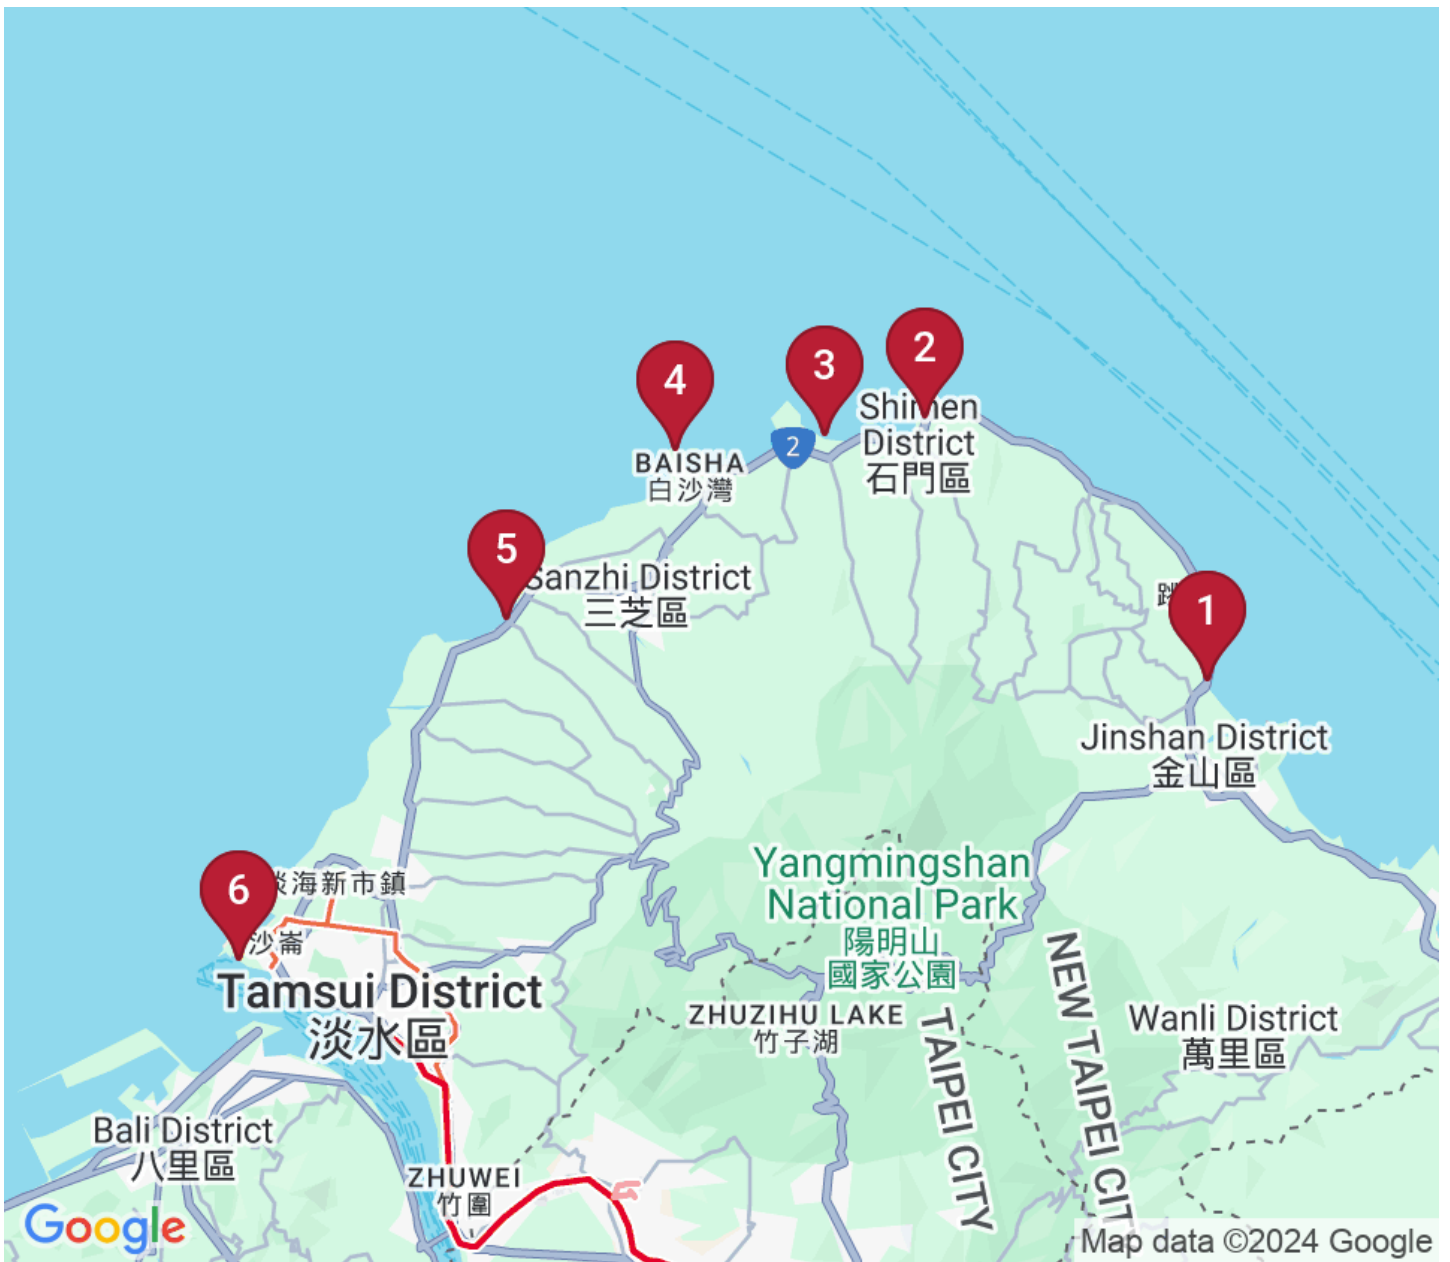 2
3
4
Shimen
District
石門區
2
BAISHA
白沙灣
5
Sanzhi District
三芝區
跳
1
Jinshan District
金山區
Yangmingshan
National Park
陽明山
國家公園
6
淡海新市鎮
沙崙
Tamsui District
淡水區
ZHUZIHU LAKE
竹子湖
TAIPEI CITY
NEW TAIPEI CITY
Wanli District
萬里區
Bali District
八里區
ZHUWEI
竹圍
Google
Map data ©2024 Google